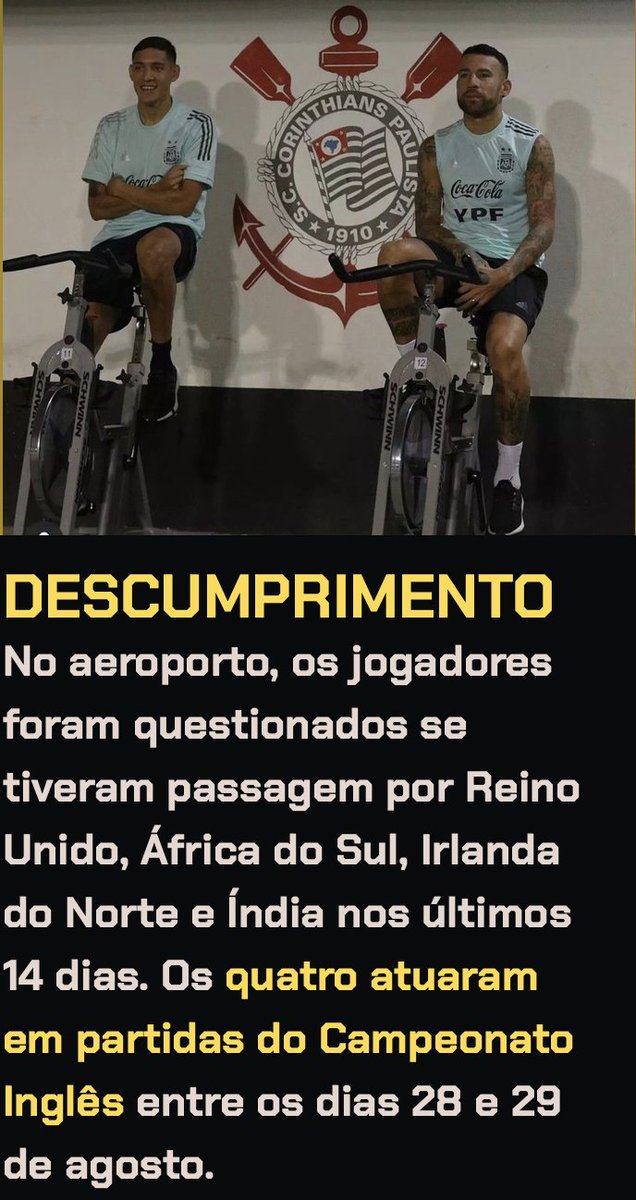 S.C. CORINTHIANS PAULISTA
1910
Coca-Cola
Coca-Cola
YPF
11
12
SCHWINN
SCHWINN
DESCUMPRIMENTO
No aeroporto, os jogadores
foram questionados se
tiveram passagem por Reino
Unido, África do Sul, Irlanda
do Norte e Índia nos últimos
14 dias. Os quatro atuaram
em partidas do Campeonato
Inglês entre os dias 28 e 29
de agosto.